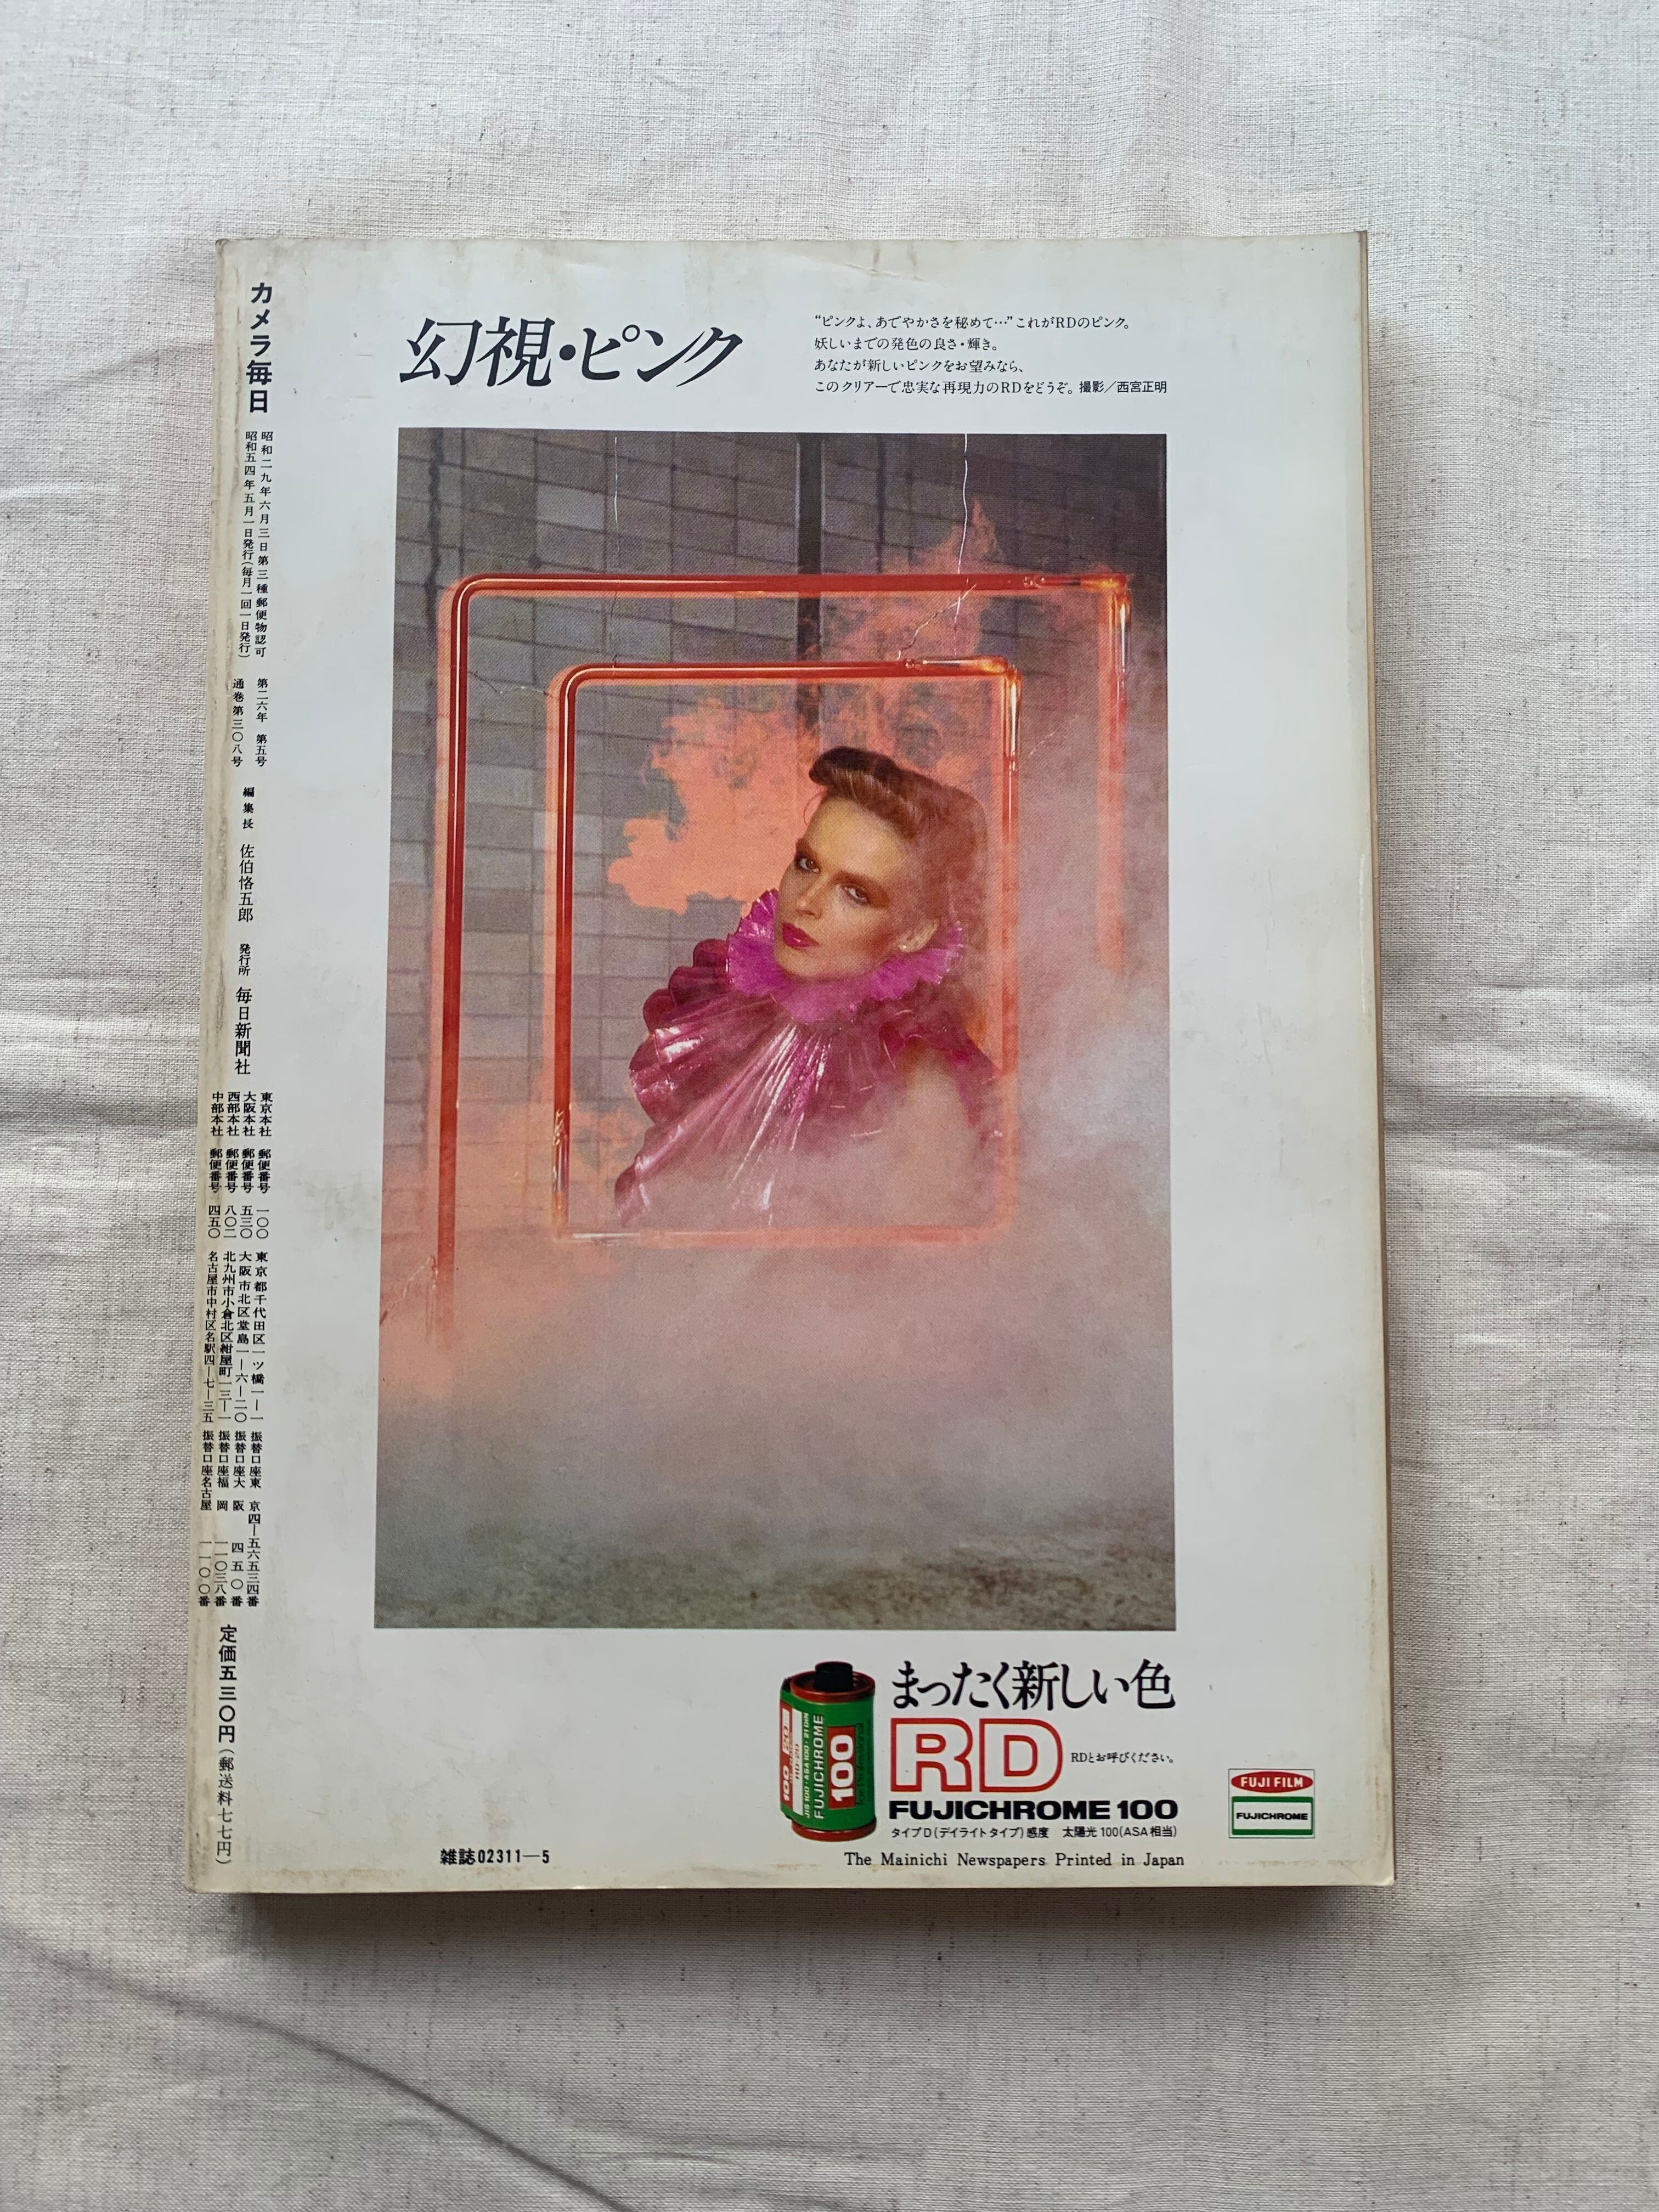 カメラ毎日
昭和二九年六月三日第三種郵便物認可
昭和五四年五月一日発行(毎月一回一日発行)
第二六年 第五号
通巻第三〇八号
編集長 佐伯恪五郎
発行所 毎日新聞社
東京本社 郵便番号 一〇〇 東京都千代田区一ツ橋一―一 振替口座東京四―五六五三四番
大阪本社 郵便番号 五三〇 大阪市北区堂島一―六―二〇 振替口座大阪 四五〇番
西部本社 郵便番号 八〇二 北九州市小倉北区紺屋町一三―一 振替口座福岡 一一〇三八番
中部本社 郵便番号 四五〇 名古屋市中村区名駅四―七―三五 振替口座名古屋 一一〇〇番
定価五三〇円(郵送料七七円)
幻視・ピンク
“ピンクよ、あでやかさを秘めて…”これがRDのピンク。
妖しいまでの発色の良さ・輝き。
あなたが新しいピンクをお望みなら、
このクリアーで忠実な再現力のRDをどうぞ。撮影／西宮正明
まったく新しい色
RD
RDとお呼びください。
FUJICHROME 100
タイプD(デイライトタイプ)感度 太陽光100(ASA相当)
JIS 100・ASA 100・21 DIN
FUJICHROME
100
FUJI FILM
FUJICHROME
雑誌02311―5
The Mainichi Newspapers Printed in Japan